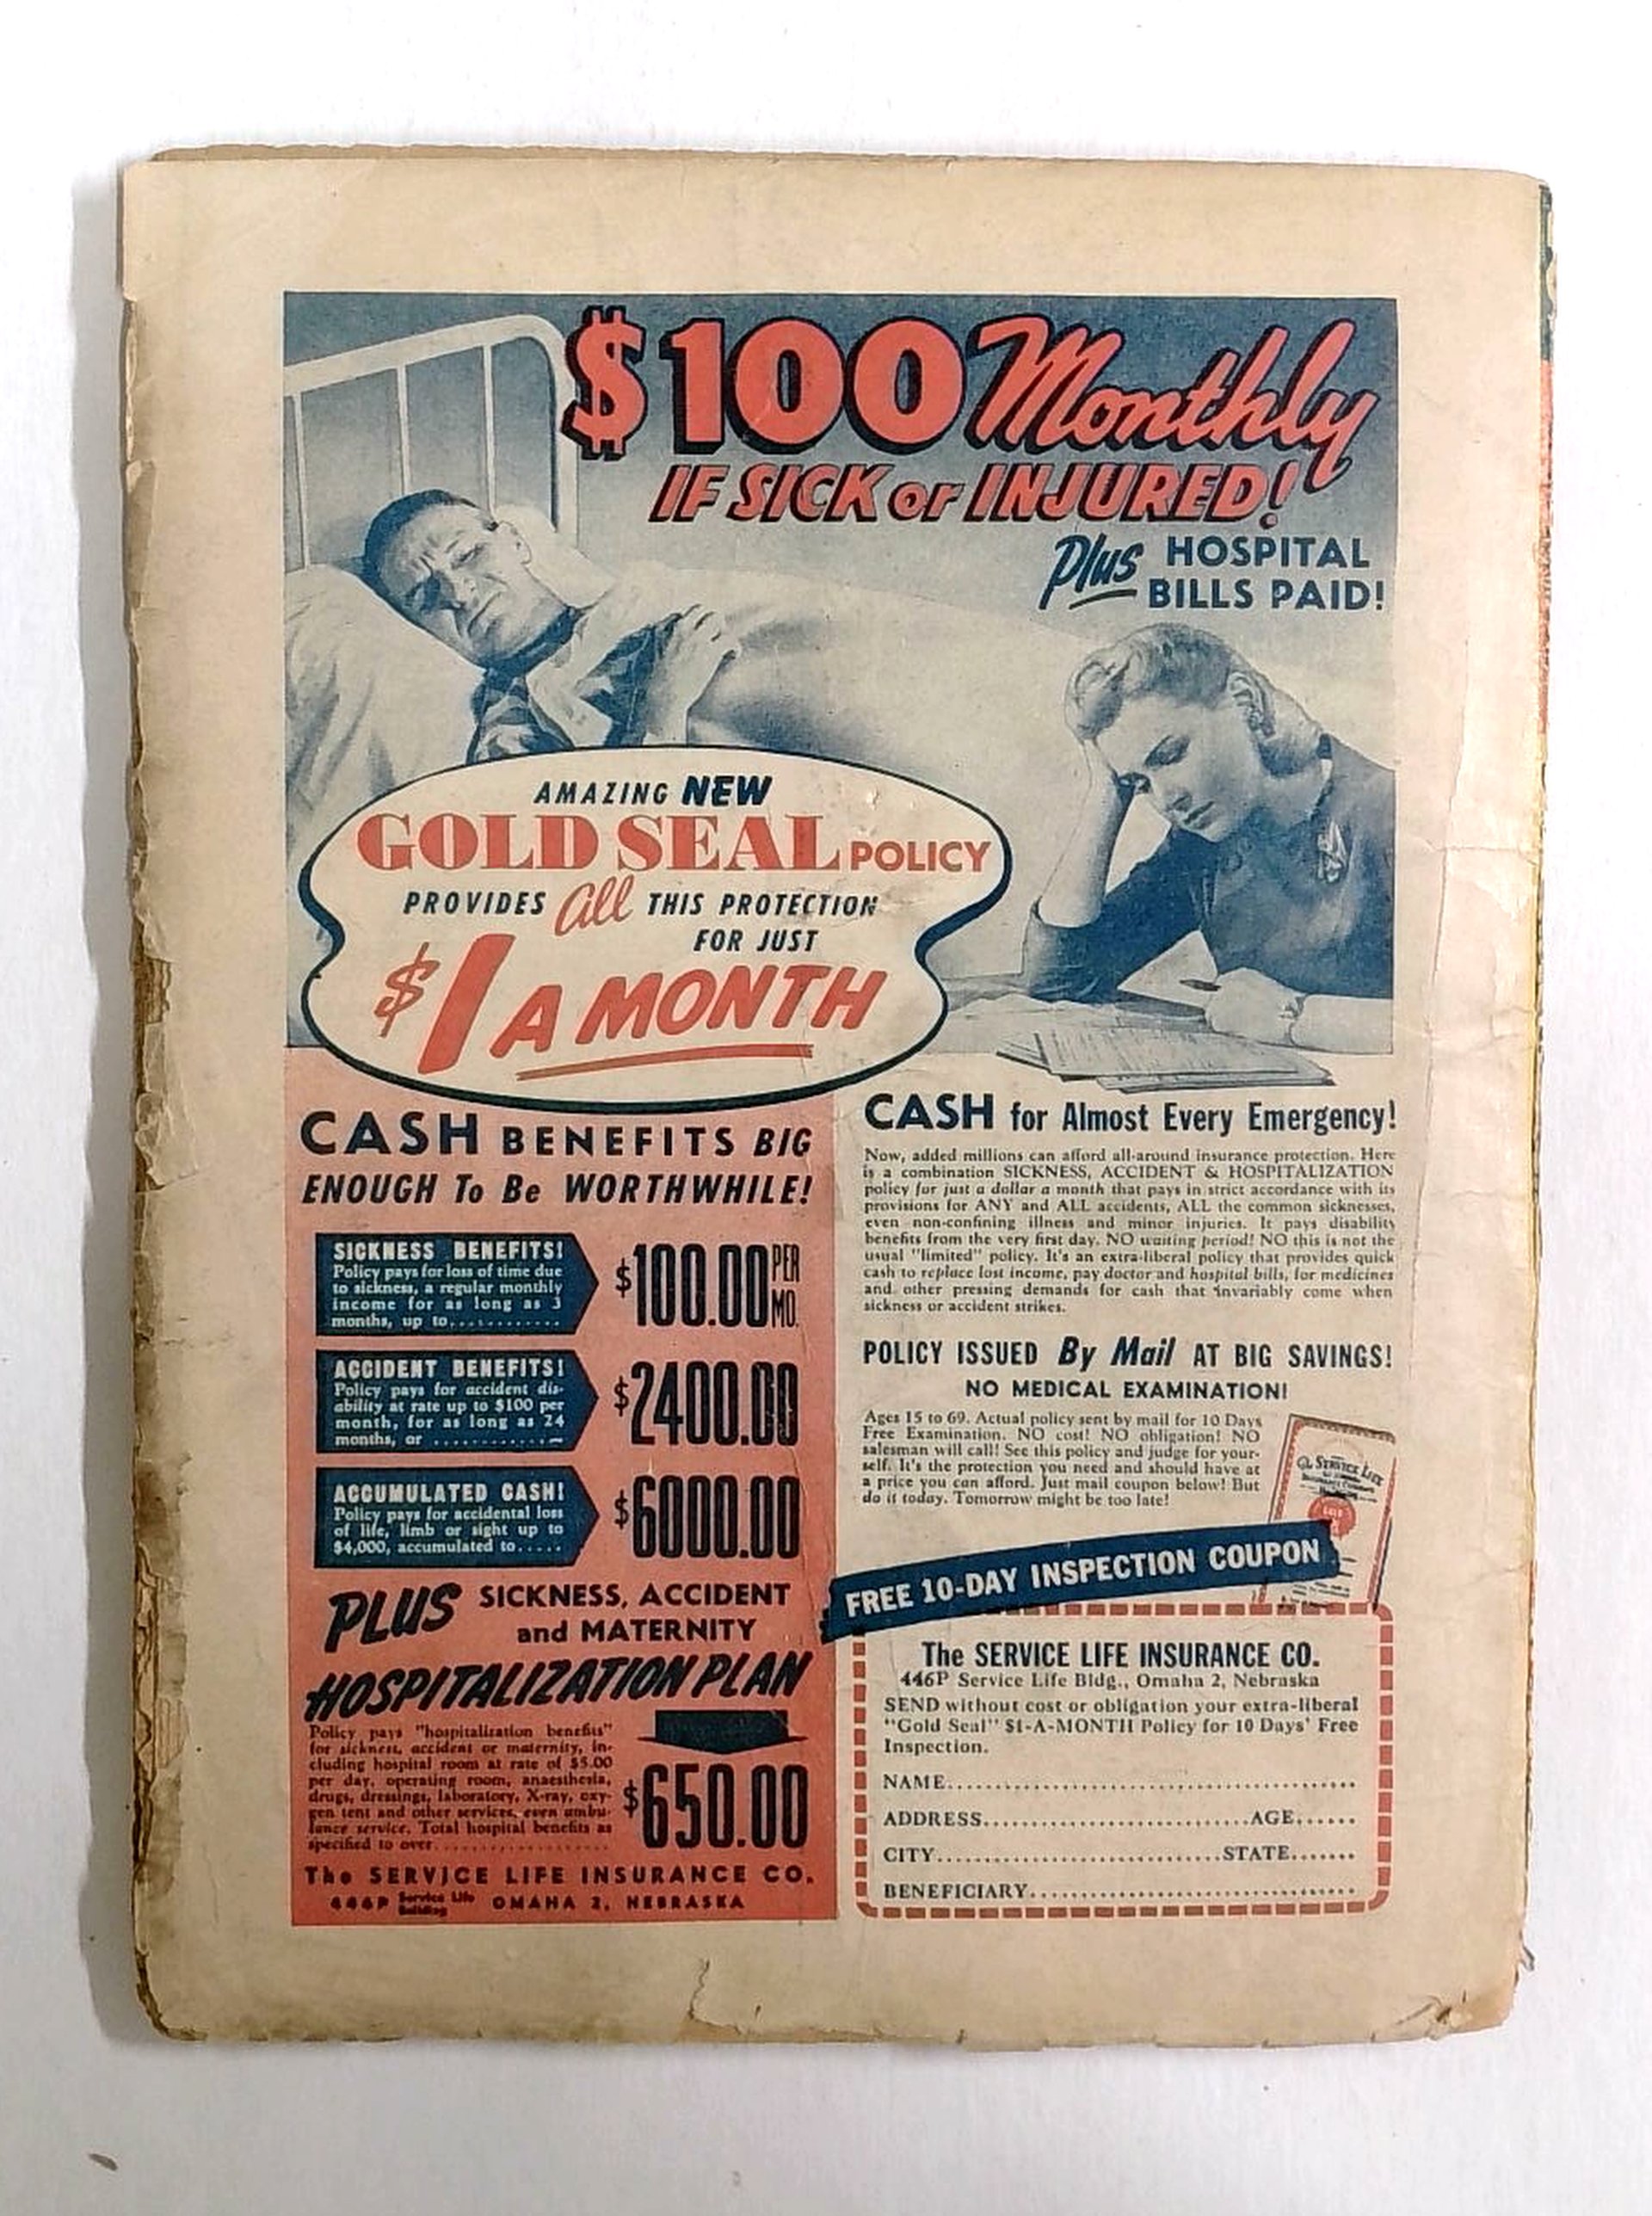 $100 Monthly
IF SICK or INJURED!
Plus HOSPITAL
BILLS PAID!
AMAZING NEW
GOLD SEAL POLICY
PROVIDES All THIS PROTECTION
FOR JUST
$1 A MONTH
CASH BENEFITS BIG
ENOUGH To Be WORTHWHILE!
SICKNESS BENEFITS!
Policy pays for loss of time due
to sickness, a regular monthly
income for as long as 3
months, up to............
$100.00 PER MO.
ACCIDENT BENEFITS!
Policy pays for accident dis-
ability at rate up to $100 per
month, for as long as 24
months, or ............
$2400.00
ACCUMULATED CASH!
Policy pays for accidental loss
of life, limb or sight up to
$4,000, accumulated to.....
$6000.00
PLUS SICKNESS, ACCIDENT
and MATERNITY
HOSPITALIZATION PLAN
Policy pays "hospitalization benefits"
for sickness, accident or maternity, in-
cluding hospital room at rate of $5.00
per day, operating room, anaesthesia,
drugs, dressings, laboratory, X-ray, oxy-
gen tent and other services, even ambu-
lance service. Total hospital benefits as
specified to over....................
$650.00
The SERVICE LIFE INSURANCE CO.
446P Service Life Building OMAHA 2, NEBRASKA
CASH for Almost Every Emergency!
Now, added millions can afford all-around insurance protection. Here
is a combination SICKNESS, ACCIDENT & HOSPITALIZATION
policy for just a dollar a month that pays in strict accordance with its
provisions for ANY and ALL accidents, ALL the common sicknesses,
even non-confining illness and minor injuries. It pays disability
benefits from the very first day. NO waiting period! NO this is not the
usual "limited" policy. It's an extra-liberal policy that provides quick
cash to replace lost income, pay doctor and hospital bills, for medicines
and other pressing demands for cash that invariably come when
sickness or accident strikes.
POLICY ISSUED By Mail AT BIG SAVINGS!
NO MEDICAL EXAMINATION!
Ages 15 to 69. Actual policy sent by mail for 10 Days
Free Examination. NO cost! NO obligation! NO
salesman will call! See this policy and judge for your-
self. It's the protection you need and should have at
a price you can afford. Just mail coupon below! But
do it today. Tomorrow might be too late!
The SERVICE LIFE
FREE 10-DAY INSPECTION COUPON
The SERVICE LIFE INSURANCE CO.
446P Service Life Bldg., Omaha 2, Nebraska
SEND without cost or obligation your extra-liberal
"Gold Seal" $1-A-MONTH Policy for 10 Days' Free
Inspection.
NAME..........................................
ADDRESS............................AGE......
CITY..............................STATE.......
BENEFICIARY..................................